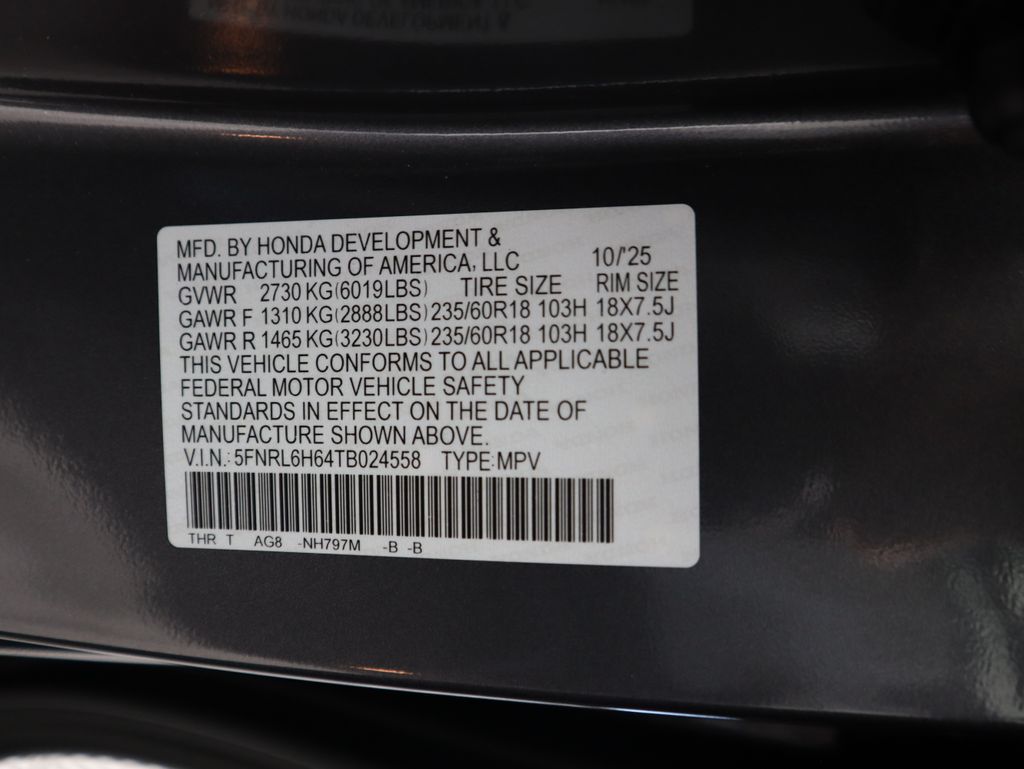 MFD. BY HONDA DEVELOPMENT &
MANUFACTURING OF AMERICA, LLC 10/'25
GVWR 2730 KG(6019LBS) TIRE SIZE RIM SIZE
GAWR F 1310 KG(2888LBS) 235/60R18 103H 18X7.5J
GAWR R 1465 KG(3230LBS) 235/60R18 103H 18X7.5J
THIS VEHICLE CONFORMS TO ALL APPLICABLE
FEDERAL MOTOR VEHICLE SAFETY
STANDARDS IN EFFECT ON THE DATE OF
MANUFACTURE SHOWN ABOVE.
V.I.N.: 5FNRL6H64TB024558 TYPE: MPV
THR T AG8 -NH797M -B -B